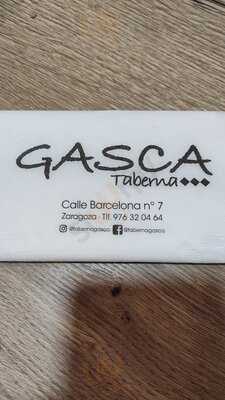 GASCA
Taberna
Calle Barcelona nº 7
Zaragoza · Tlf. 976 32 04 64
@tabernagasca @tabernagasca